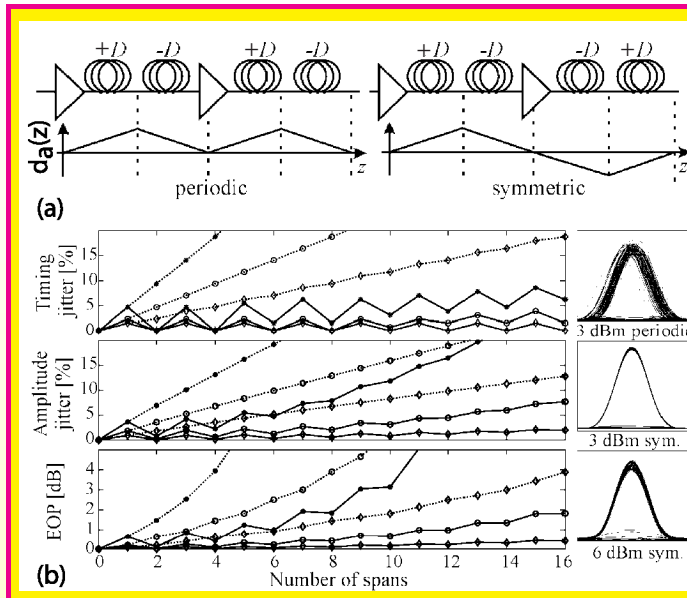 +D -D +D -D +D -D -D +D
d_a(z)
z z
periodic symmetric
(a)
Timing jitter [%]
15
10
5
0
3 dBm periodic
Amplitude jitter [%]
15
10
5
0
3 dBm sym.
EOP [dB]
4
3
2
1
0
0 2 4 6 8 10 12 14 16
6 dBm sym.
(b) Number of spans